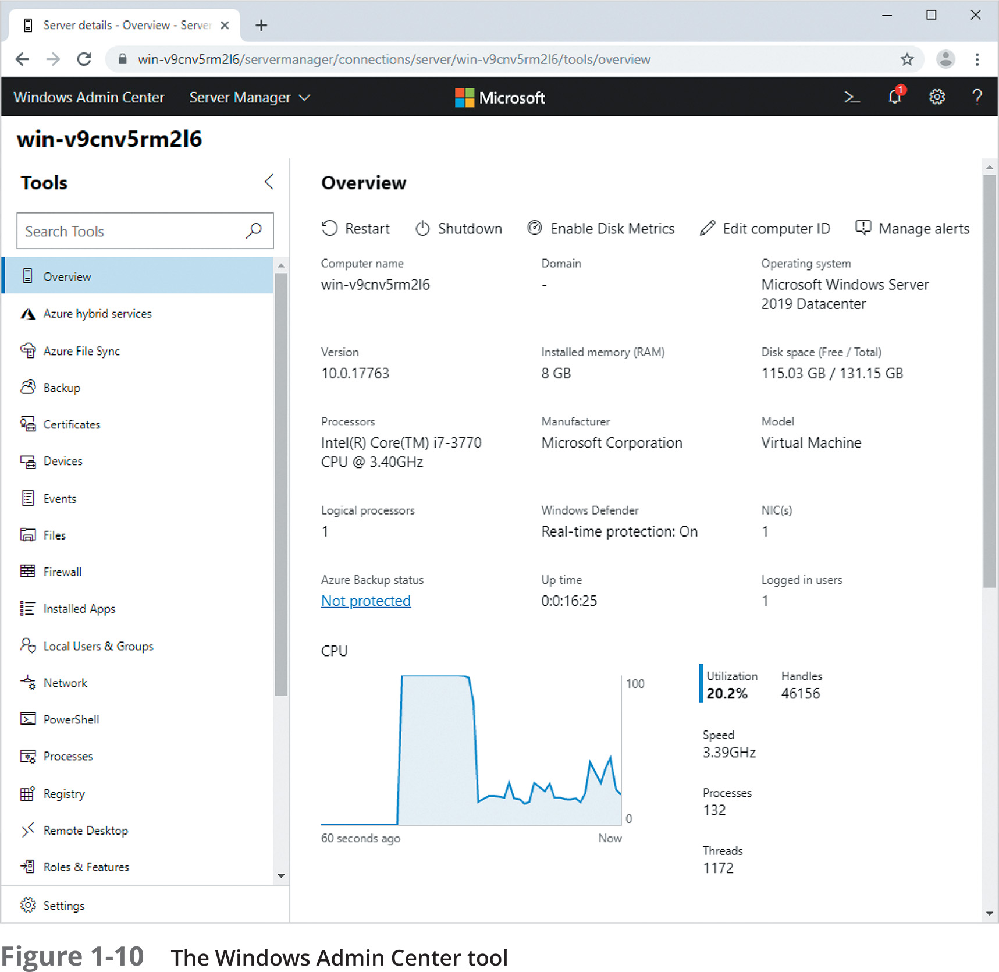 Server details - Overview - Server
win-v9cnv5rm2l6/servermanager/connections/server/win-v9cnv5rm2l6/tools/overview
Windows Admin Center Server Manager Microsoft 1 ?
win-v9cnv5rm2l6
Tools
Search Tools
Overview
Azure hybrid services
Azure File Sync
Backup
Certificates
Devices
Events
Files
Firewall
Installed Apps
Local Users & Groups
Network
PowerShell
Processes
Registry
Remote Desktop
Roles & Features
Settings
Overview
Restart Shutdown Enable Disk Metrics Edit computer ID Manage alerts
Computer name
win-v9cnv5rm2l6
Domain
-
Operating system
Microsoft Windows Server
2019 Datacenter
Version
10.0.17763
Installed memory (RAM)
8 GB
Disk space (Free / Total)
115.03 GB / 131.15 GB
Processors
Intel(R) Core(TM) i7-3770
CPU @ 3.40GHz
Manufacturer
Microsoft Corporation
Model
Virtual Machine
Logical processors
1
Windows Defender
Real-time protection: On
NIC(s)
1
Azure Backup status
Not protected
Up time
0:0:16:25
Logged in users
1
CPU
100
0
60 seconds ago Now
Utilization
20.2%
Handles
46156
Speed
3.39GHz
Processes
132
Threads
1172
Figure 1-10 The Windows Admin Center tool